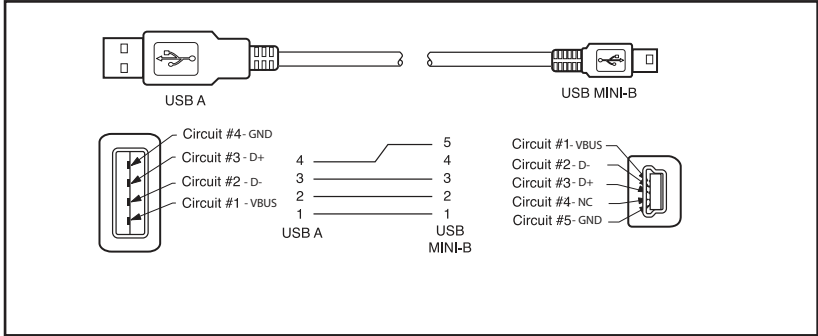 USB A
USB MINI-B
Circuit #4- GND
Circuit #3 - D+
Circuit #2 - D-
Circuit #1 - VBUS
4
3
2
1
USB A
5
4
3
2
1
USB
MINI-B
Circuit #1- VBUS
Circuit #2- D-
Circuit #3- D+
Circuit #4- NC
Circuit #5- GND